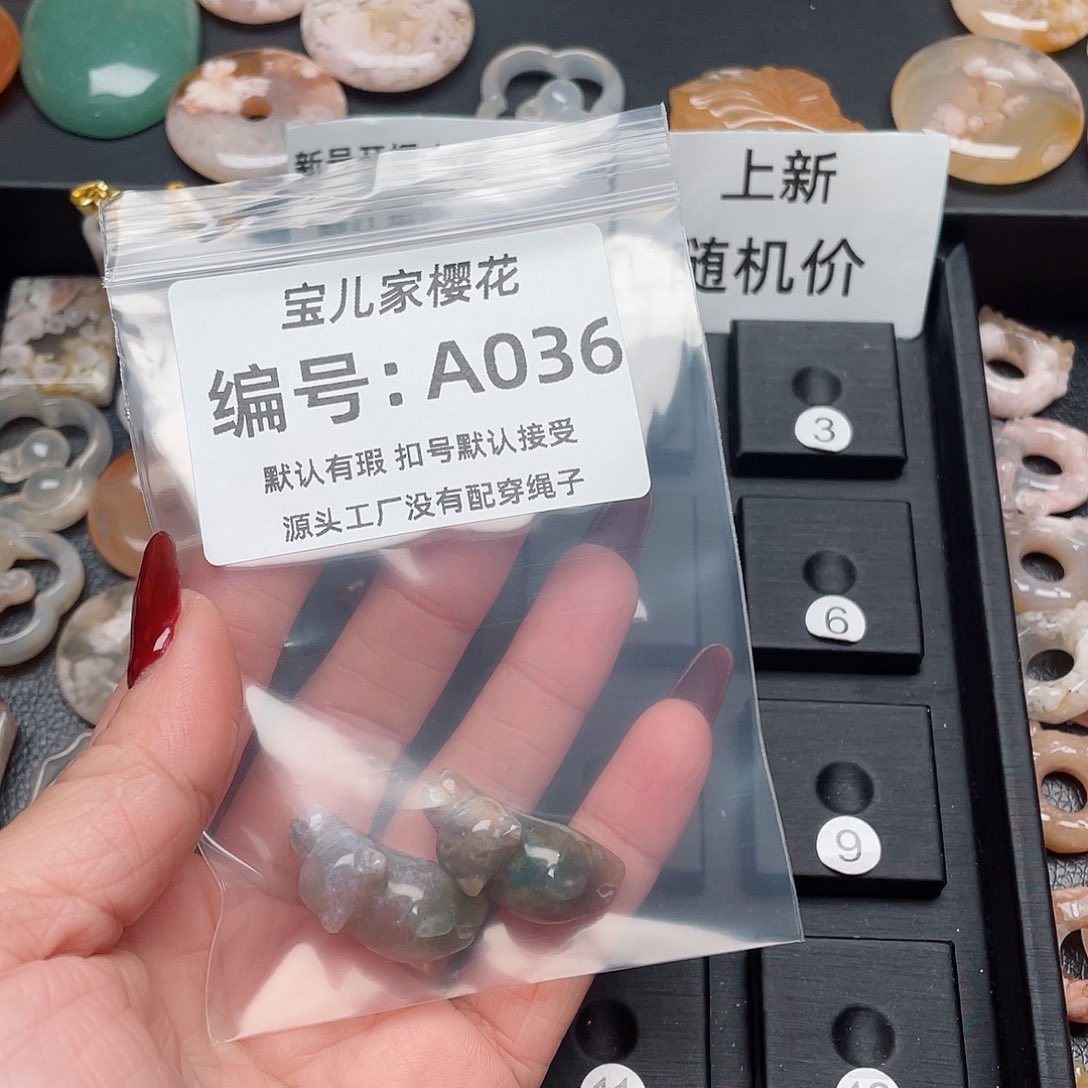 上新
随机价
宝儿家樱花
编号:A036
默认有瑕 扣号默认接受
源头工厂没有配穿绳子
3
6
9
11